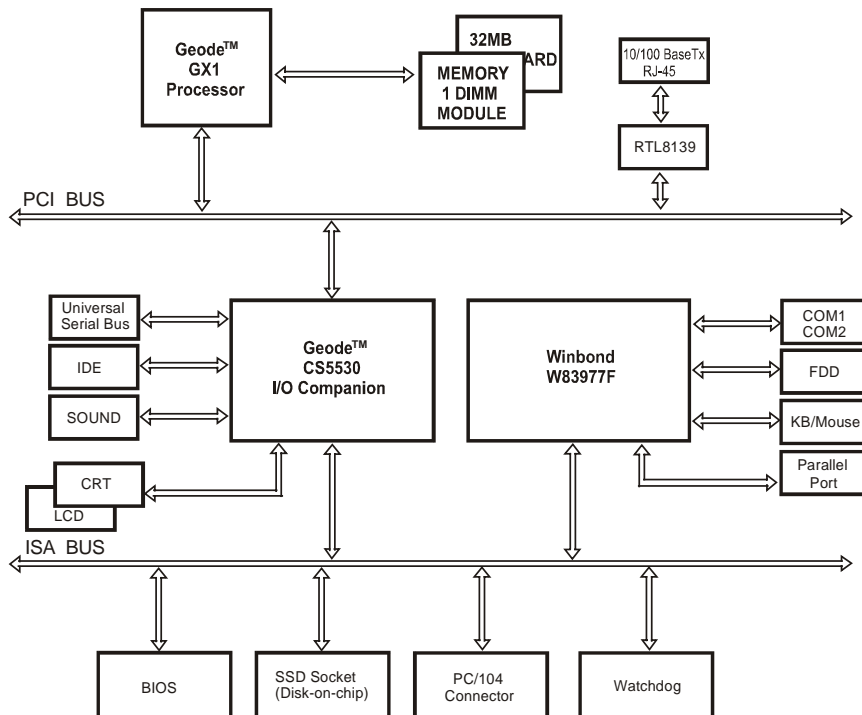 Geode™
GX1
Processor
32MB
ARD
MEMORY
1 DIMM
MODULE
10/100 BaseTx
RJ-45
RTL8139
PCI BUS
Universal
Serial Bus
IDE
SOUND
CRT
LCD
Geode™
CS5530
I/O Companion
Winbond
W83977F
COM1
COM2
FDD
KB/Mouse
Parallel
Port
ISA BUS
BIOS
SSD Socket
(Disk-on-chip)
PC/104
Connector
Watchdog